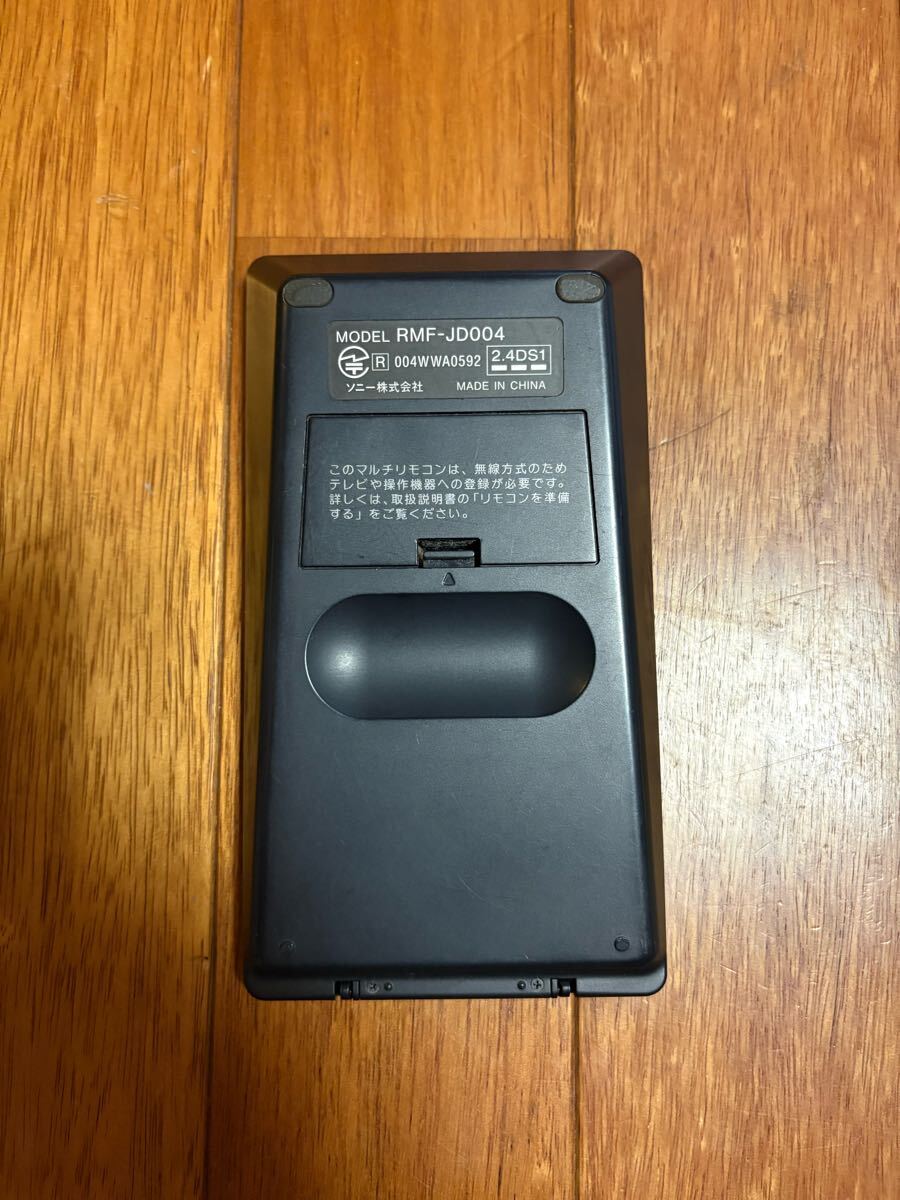 MODEL RMF-JD004
R 004WWA0592 2.4DS1
ソニー株式会社 MADE IN CHINA
このマルチリモコンは、無線方式のため
テレビや操作機器への登録が必要です。
詳しくは、取扱説明書の「リモコンを準備
する」をご覧ください。